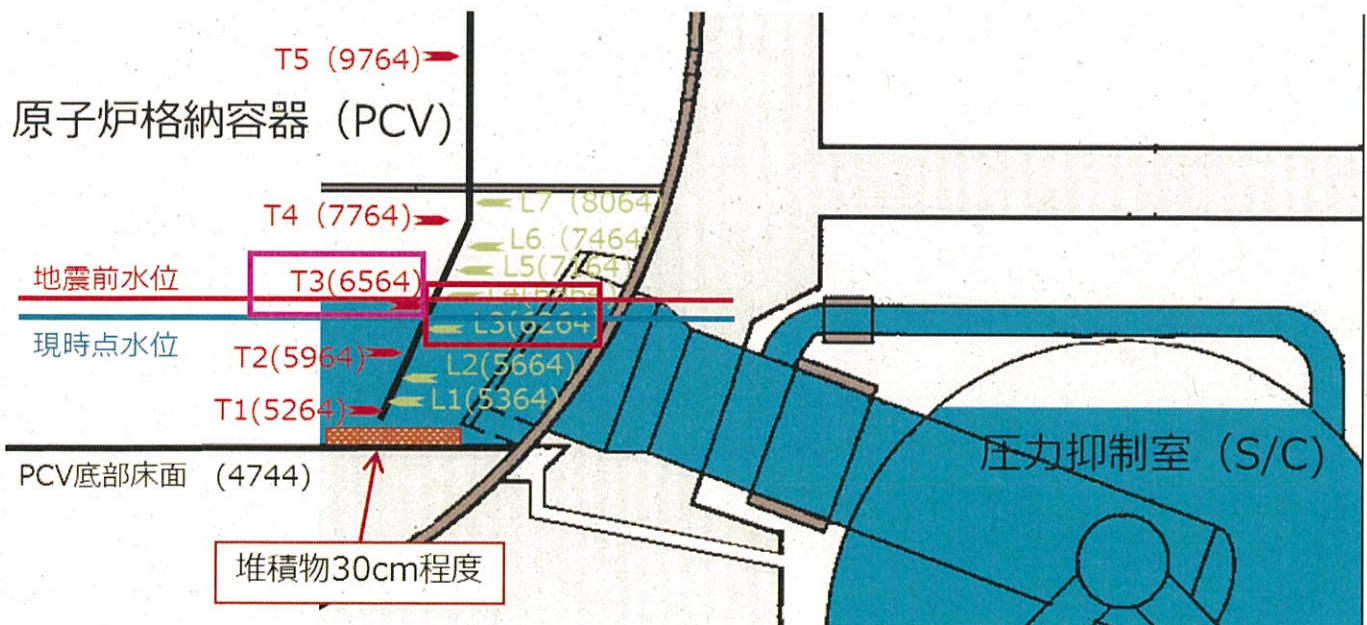 T5 (9764)
原子炉格納容器 (PCV)
L7 (8064
T4 (7764)
L6 (7464
L5(7164)
T3(6564)
地震前水位
L3(6264
現時点水位
T2(5964)
L2(5664)
L1(5364)
T1(5264)
圧力抑制室 (S/C)
PCV底部床面 (4744)
堆積物30cm程度